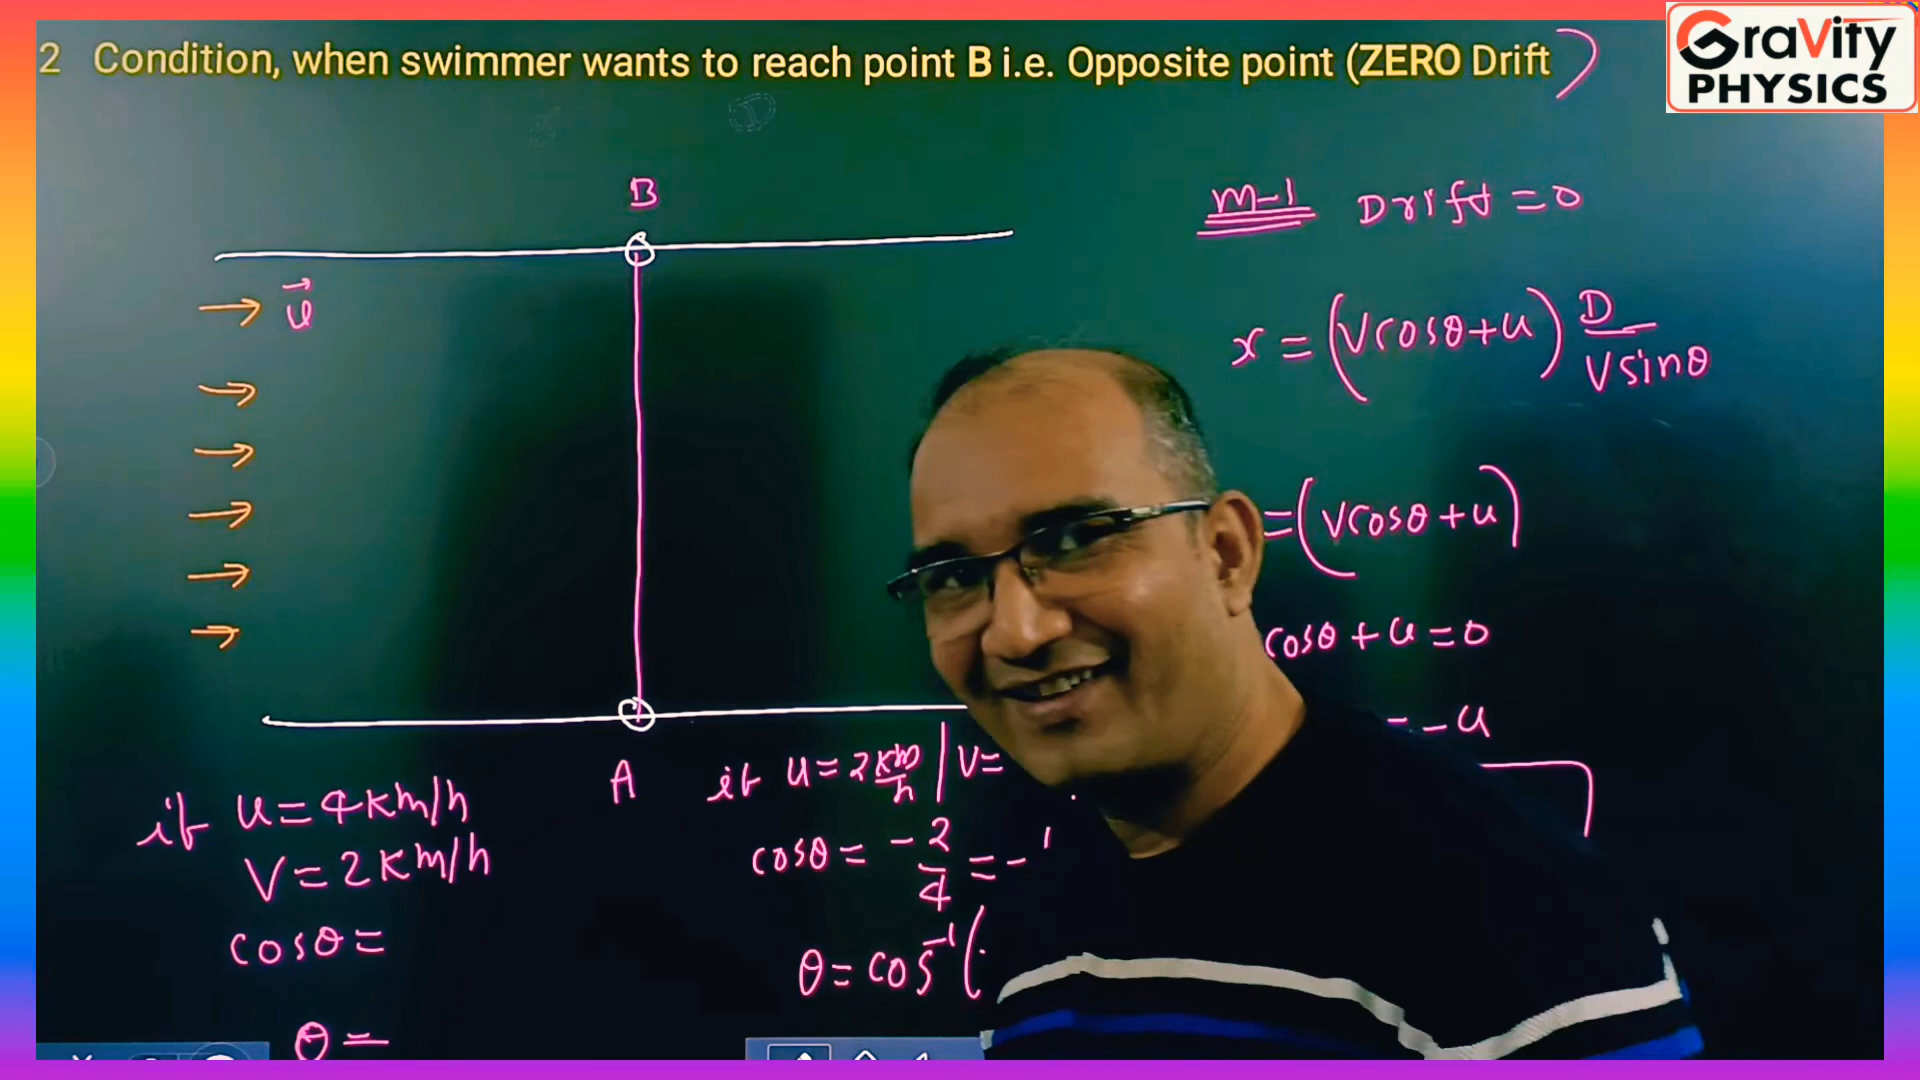 GraVity
PHYSICS
2 Condition, when swimmer wants to reach point B i.e. Opposite point (ZERO Drift )
B
M-1 Drift = 0
u⃗
x = (Vcosθ+u) D/Vsinθ
= (Vcosθ+u)
cosθ + u = 0
- u
A
if u = 2 km/h | V =
if u = 4 km/h
V = 2 km/h
cosθ = -2/4 = -1
cosθ =
θ = cos⁻¹(
θ =